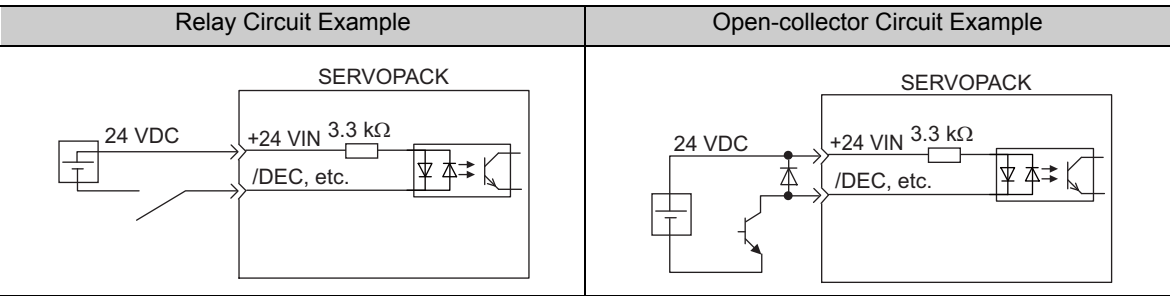 Relay Circuit Example
Open-collector Circuit Example
SERVOPACK
24 VDC
+24 VIN
3.3 kΩ
/DEC, etc.
SERVOPACK
24 VDC
+24 VIN
3.3 kΩ
/DEC, etc.